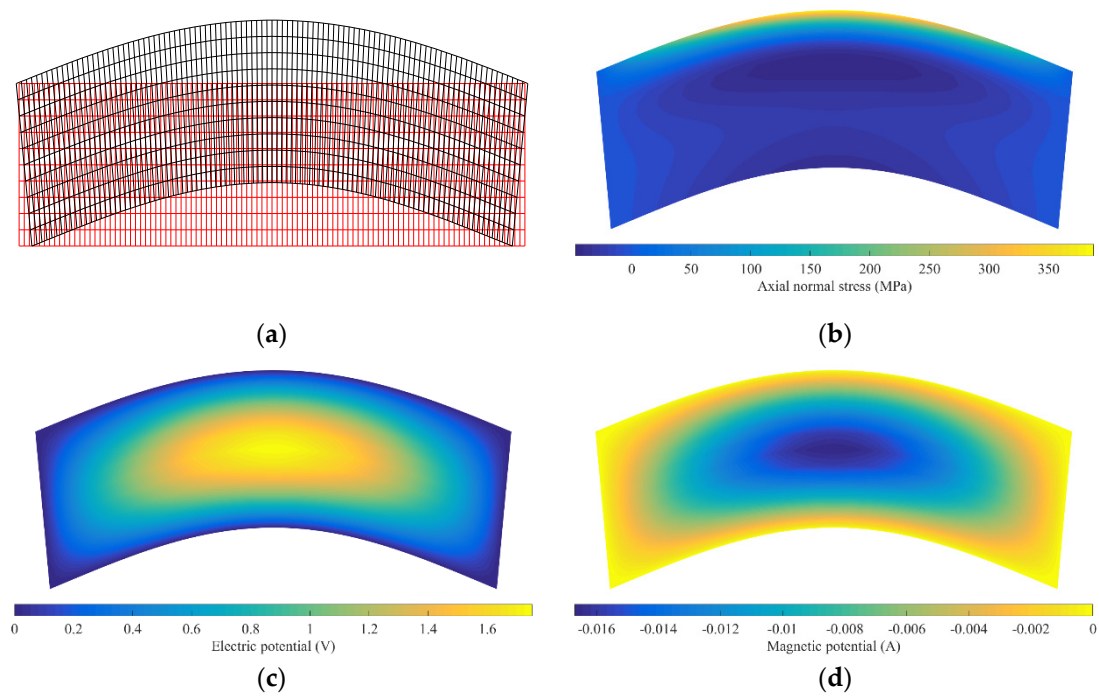 0 50 100 150 200 250 300 350
Axial normal stress (MPa)
(a) (b)
0 0.2 0.4 0.6 0.8 1 1.2 1.4 1.6
Electric potential (V)
-0.016 -0.014 -0.012 -0.01 -0.008 -0.006 -0.004 -0.002 0
Magnetic potential (A)
(c) (d)